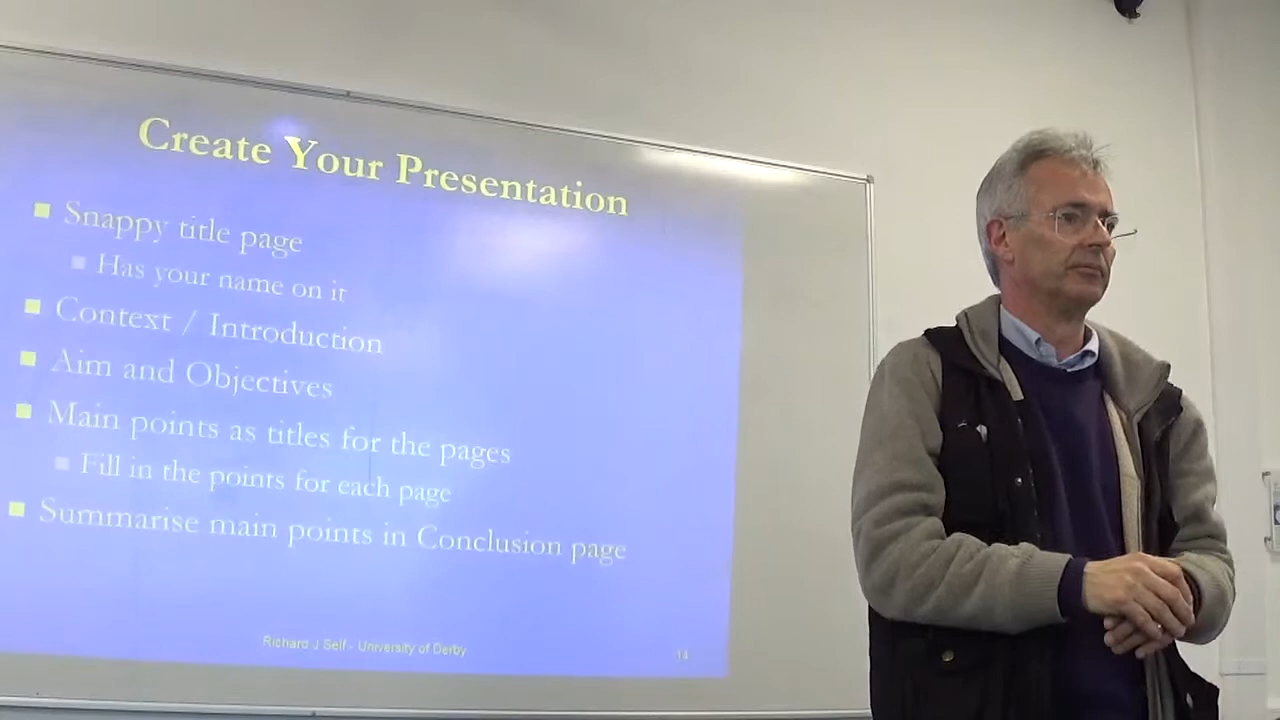 Create Your Presentation
Snappy title page
Has your name on it
Context / Introduction
Aim and Objectives
Main points as titles for the pages
Fill in the points for each page
Summarise main points in Conclusion page
Richard J Self - University of Derby
14